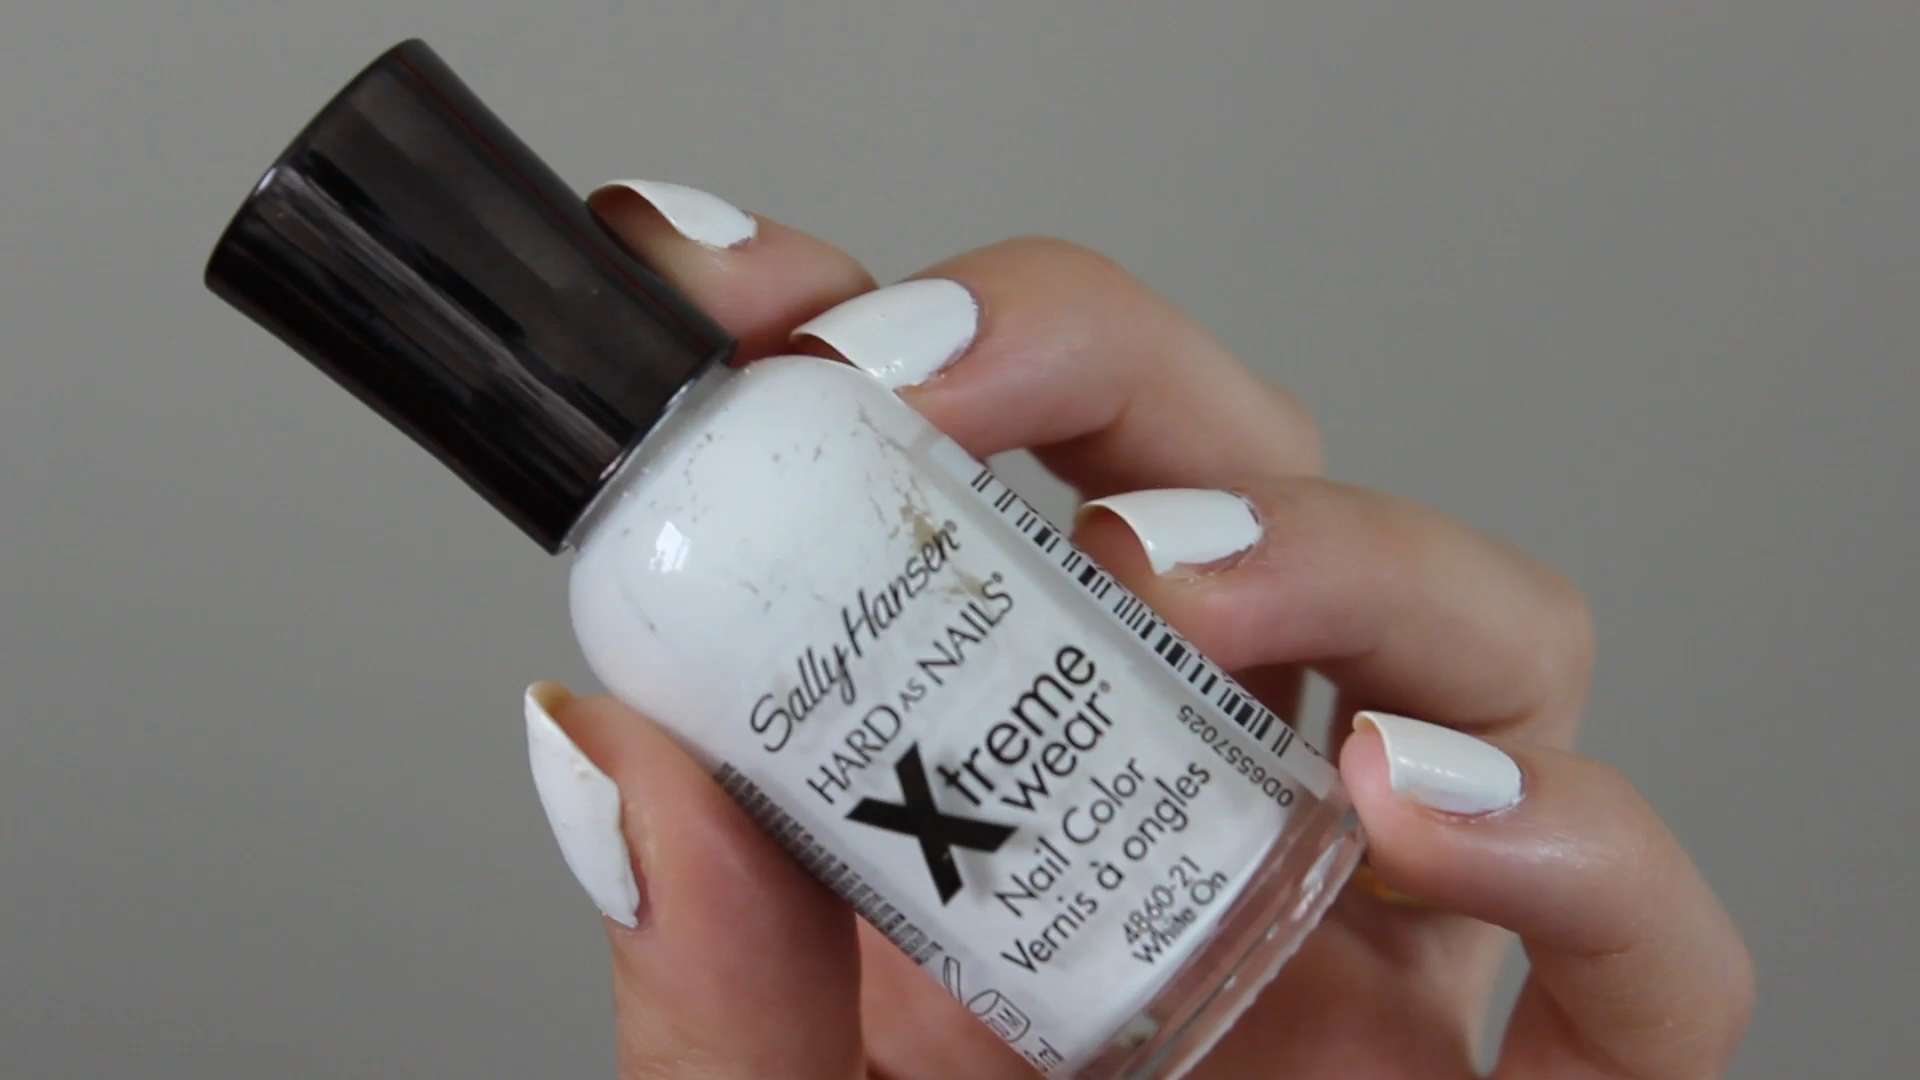 Sally Hansen®
HARD AS NAILS®
Xtreme
wear®
Nail Color
Vernis à ongles
4860-21
White On
0D6557025